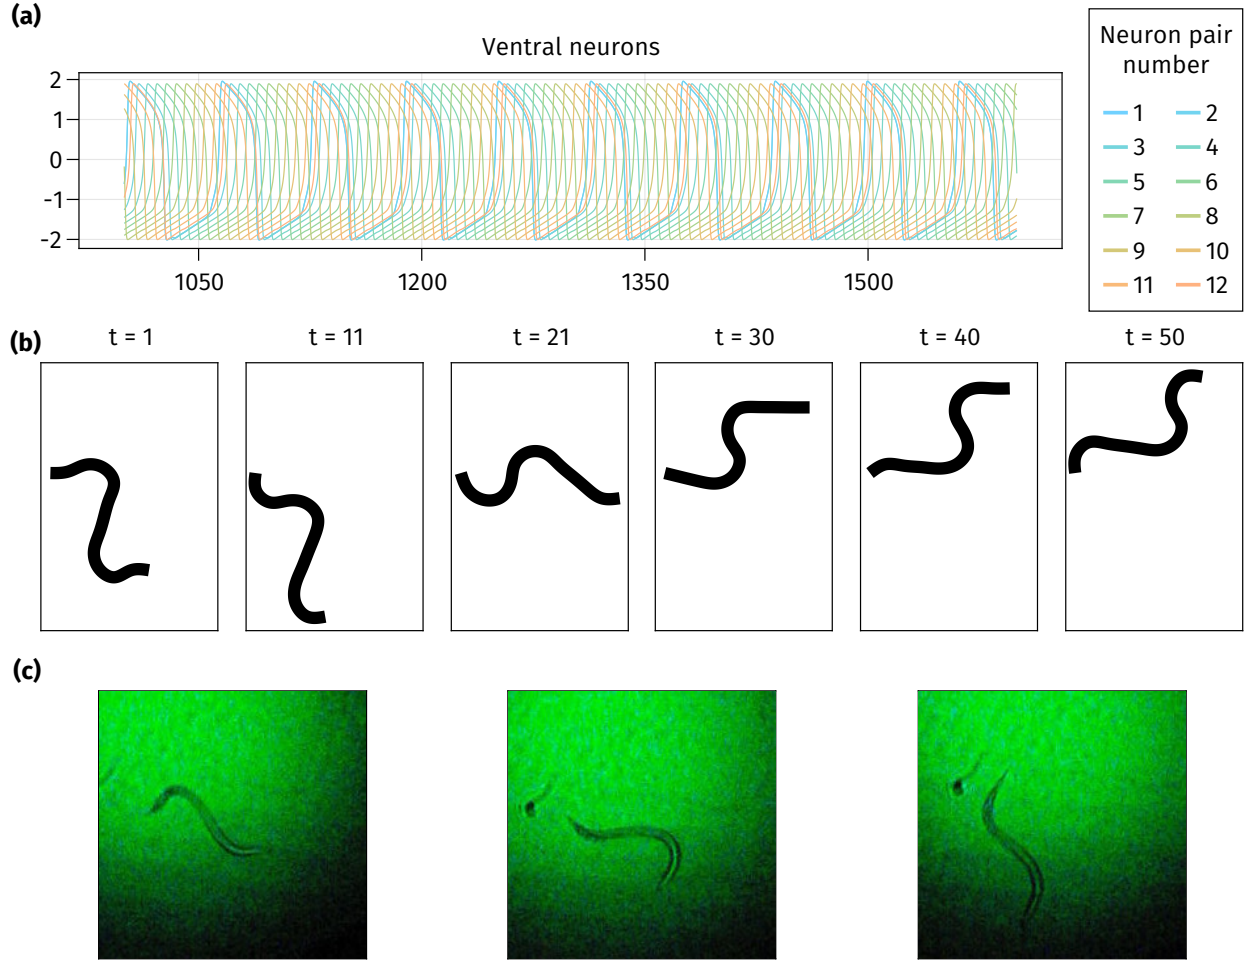 (a)
Ventral neurons
2
1
0
-1
-2
1050 1200 1350 1500
Neuron pair
number
1 2
3 4
5 6
7 8
9 10
11 12
(b)
t = 1 t = 11 t = 21 t = 30 t = 40 t = 50
(c)